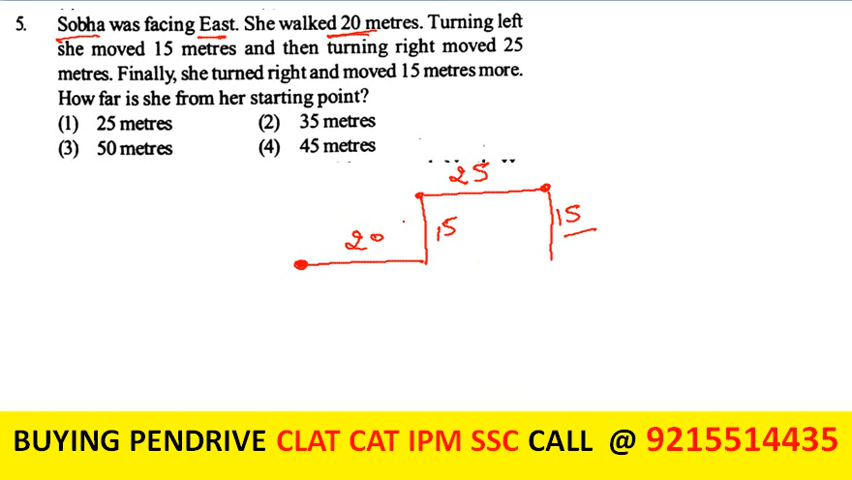 5. Sobha was facing East. She walked 20 metres. Turning left
she moved 15 metres and then turning right moved 25
metres. Finally, she turned right and moved 15 metres more.
How far is she from her starting point?
(1) 25 metres (2) 35 metres
(3) 50 metres (4) 45 metres
25
20 15 15
BUYING PENDRIVE CLAT CAT IPM SSC CALL @ 9215514435